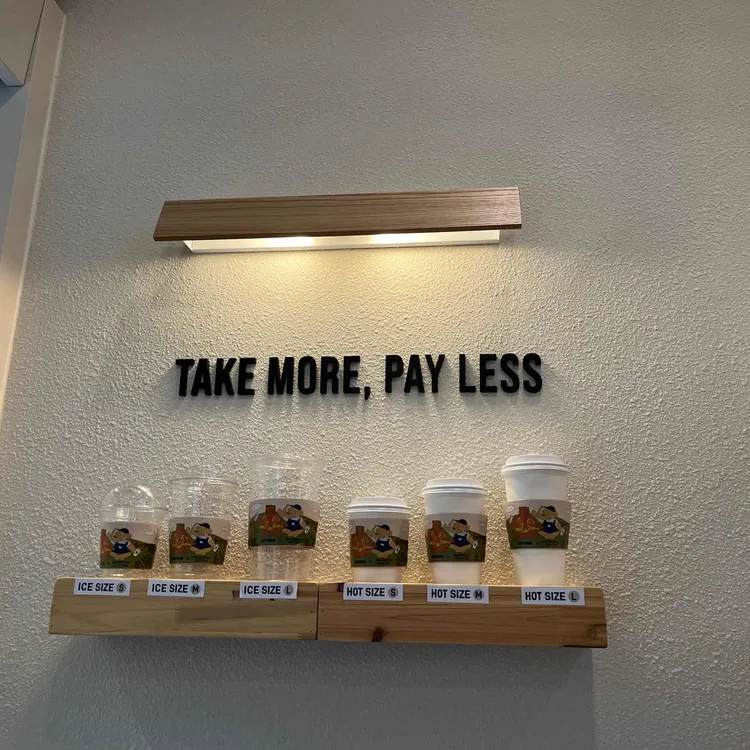 TAKE MORE, PAY LESS
ICE SIZE S
ICE SIZE M
ICE SIZE L
HOT SIZE S
HOT SIZE M
HOT SIZE L